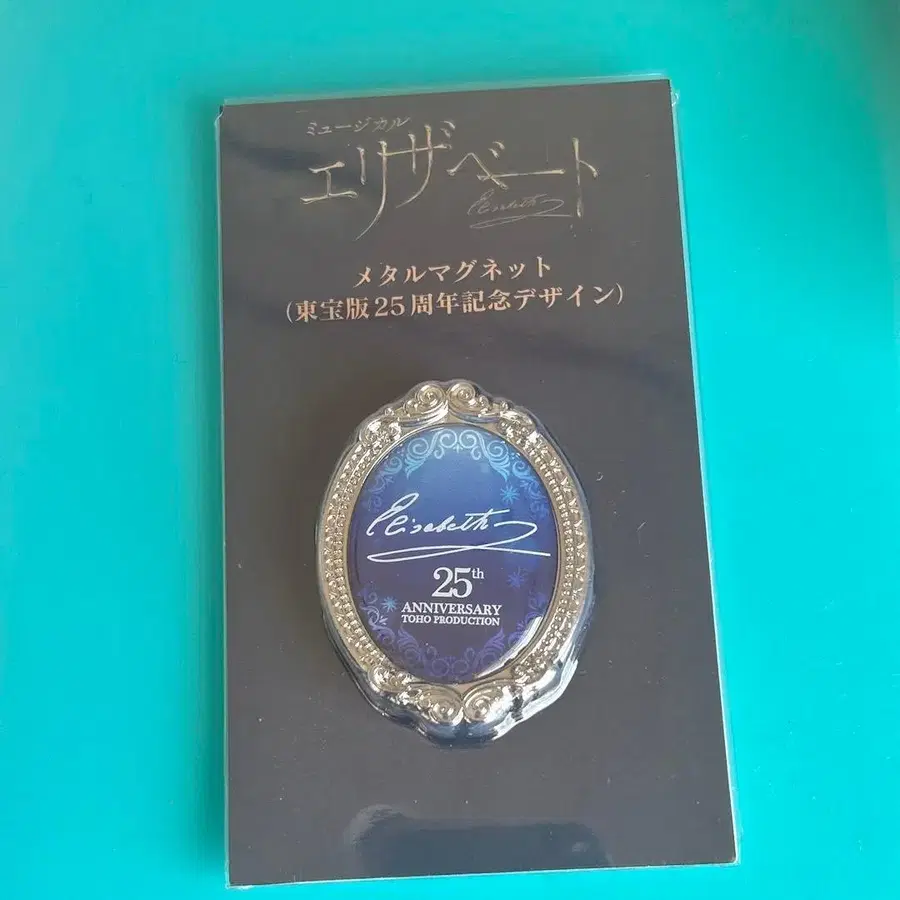 ミュージカル
エリザベート
Elisabeth
メタルマグネット
(東宝版25周年記念デザイン)
Elisabeth
25th
ANNIVERSARY
TOHO PRODUCTION